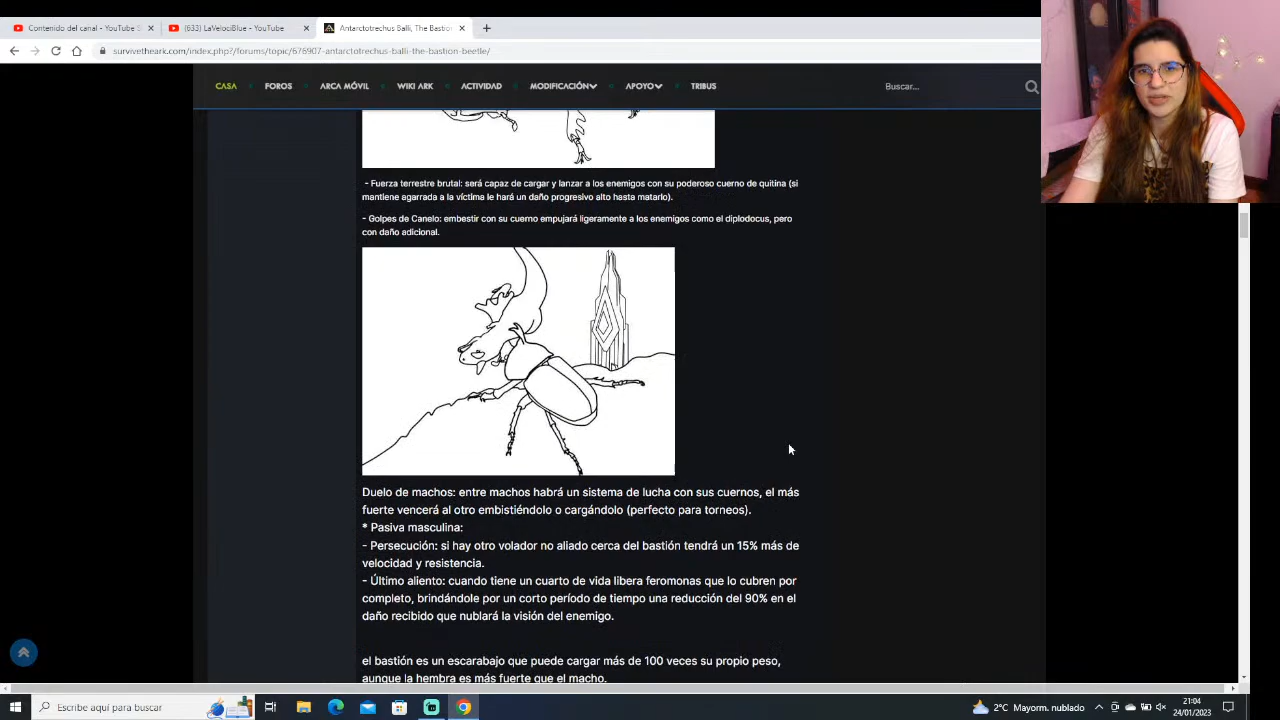 Contenido del canal - YouTube S
(633) LaVelociBlue - YouTube
Antarctotrechus Balli, The Bastion
survivetheark.com/index.php?/forums/topic/676907-antarctotrechus-balli-the-bastion-beetle/
CASA
FOROS
ARCA MÓVIL
WIKI ARK
ACTIVIDAD
MODIFICACIÓN
APOYO
TRIBUS
Buscar...
- Fuerza terrestre brutal: será capaz de cargar y lanzar a los enemigos con su poderoso cuerno de quitina (si
mantiene agarrada a la víctima le hará un daño progresivo alto hasta matarlo).
- Golpes de Canelo: embestir con su cuerno empujará ligeramente a los enemigos como el diplodocus, pero
con daño adicional.
Duelo de machos: entre machos habrá un sistema de lucha con sus cuernos, el más
fuerte vencerá al otro embistiéndolo o cargándolo (perfecto para torneos).
* Pasiva masculina:
- Persecución: si hay otro volador no aliado cerca del bastión tendrá un 15% más de
velocidad y resistencia.
- Último aliento: cuando tiene un cuarto de vida libera feromonas que lo cubren por
completo, brindándole por un corto período de tiempo una reducción del 90% en el
daño recibido que nublará la visión del enemigo.
el bastión es un escarabajo que puede cargar más de 100 veces su propio peso,
aunque la hembra es más fuerte que el macho.
Escribe aquí para buscar
2°C Mayorm. nublado
21:04
24/01/2023